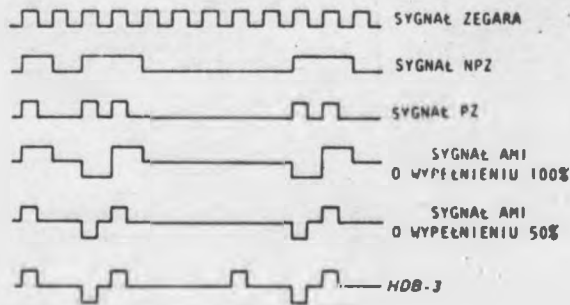 SYGNAŁ ZEGARA
SYGNAŁ NPZ
SYGNAŁ PZ
SYGNAŁ AMI
O WYPEŁNIENIU 100%
SYGNAŁ AMI
O WYPEŁNIENIU 50%
HDB-3